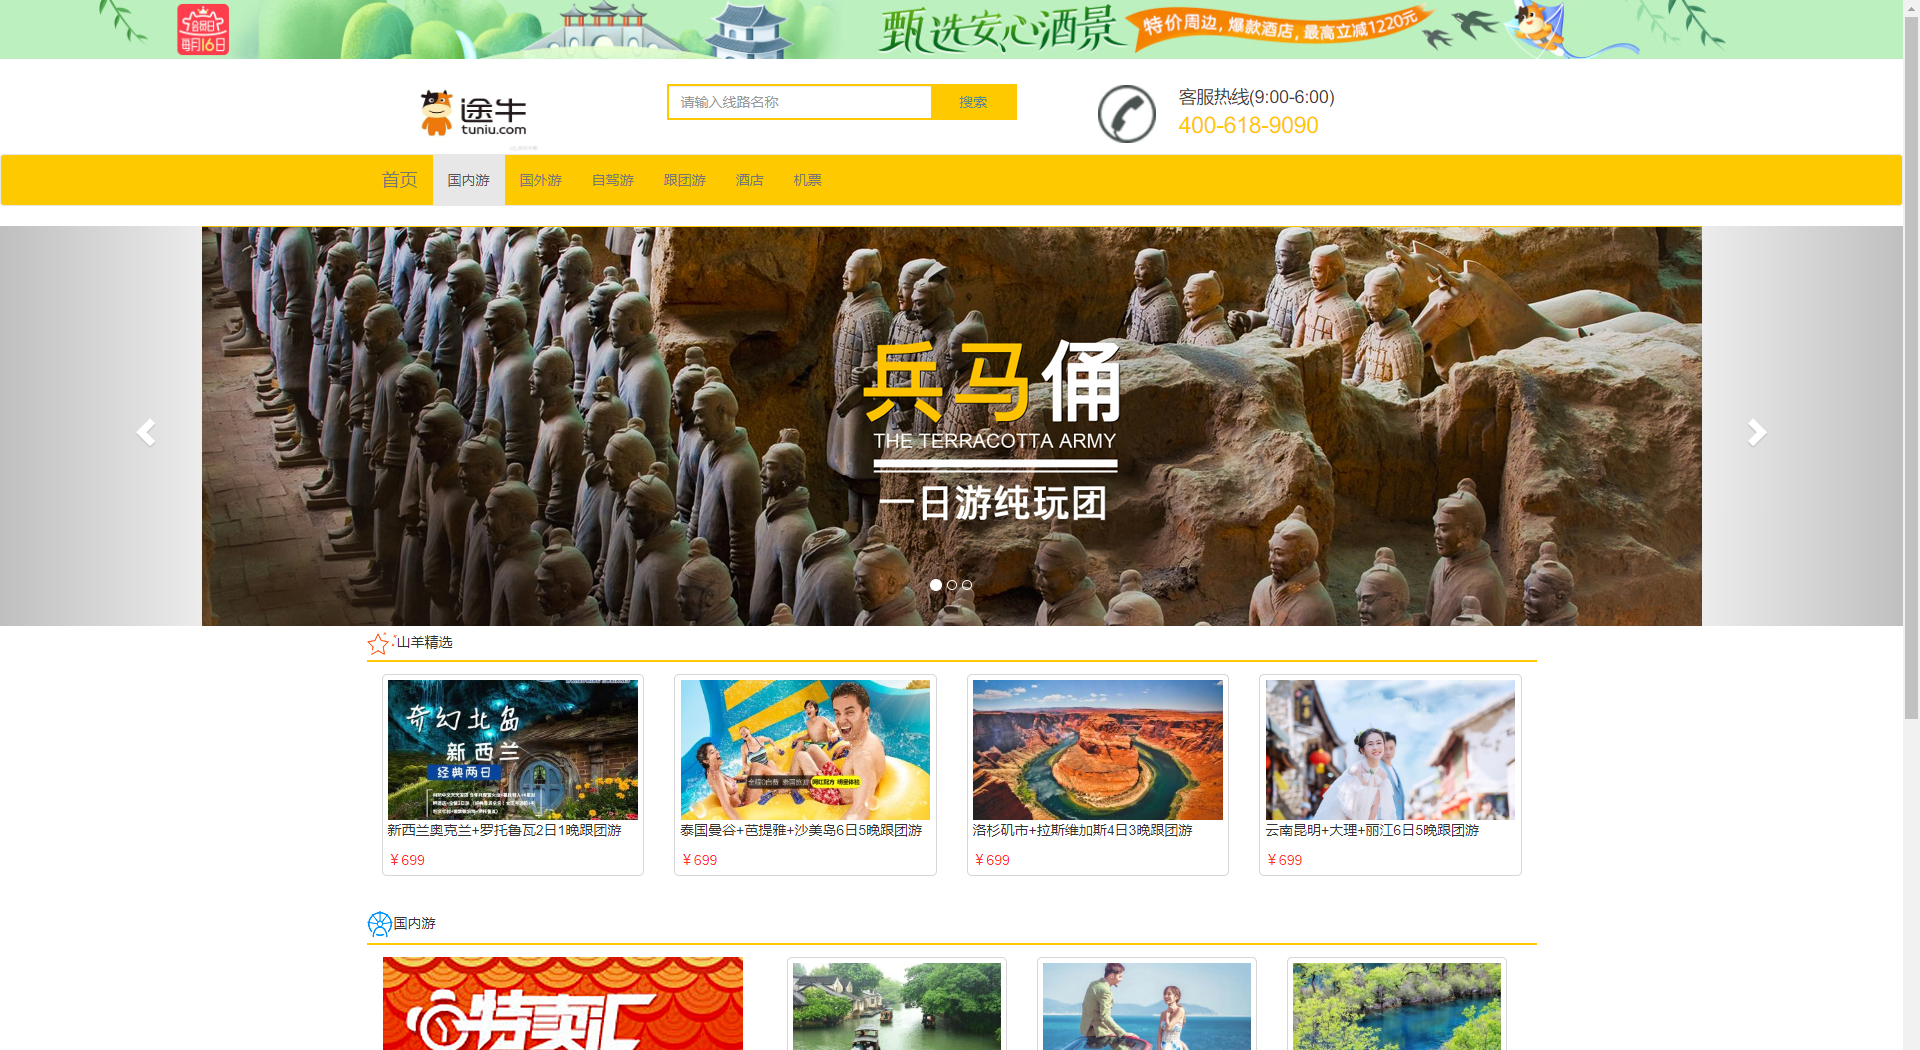 会员日
每月16日
甄选安心酒景
特价周边，爆款酒店，最高立减1220元
途牛
tuniu.com
请输入线路名称
搜索
客服热线(9:00-6:00)
400-618-9090
首页
国内游
国外游
自驾游
跟团游
酒店
机票
兵马俑
THE TERRACOTTA ARMY
一日游纯玩团
山羊精选
奇幻北岛
新西兰
经典两日
新西兰奥克兰+罗托鲁瓦2日1晚跟团游
￥699
泰国曼谷+芭提雅+沙美岛6日5晚跟团游
￥699
洛杉矶市+拉斯维加斯4日3晚跟团游
￥699
云南昆明+大理+丽江6日5晚跟团游
￥699
国内游
特卖汇